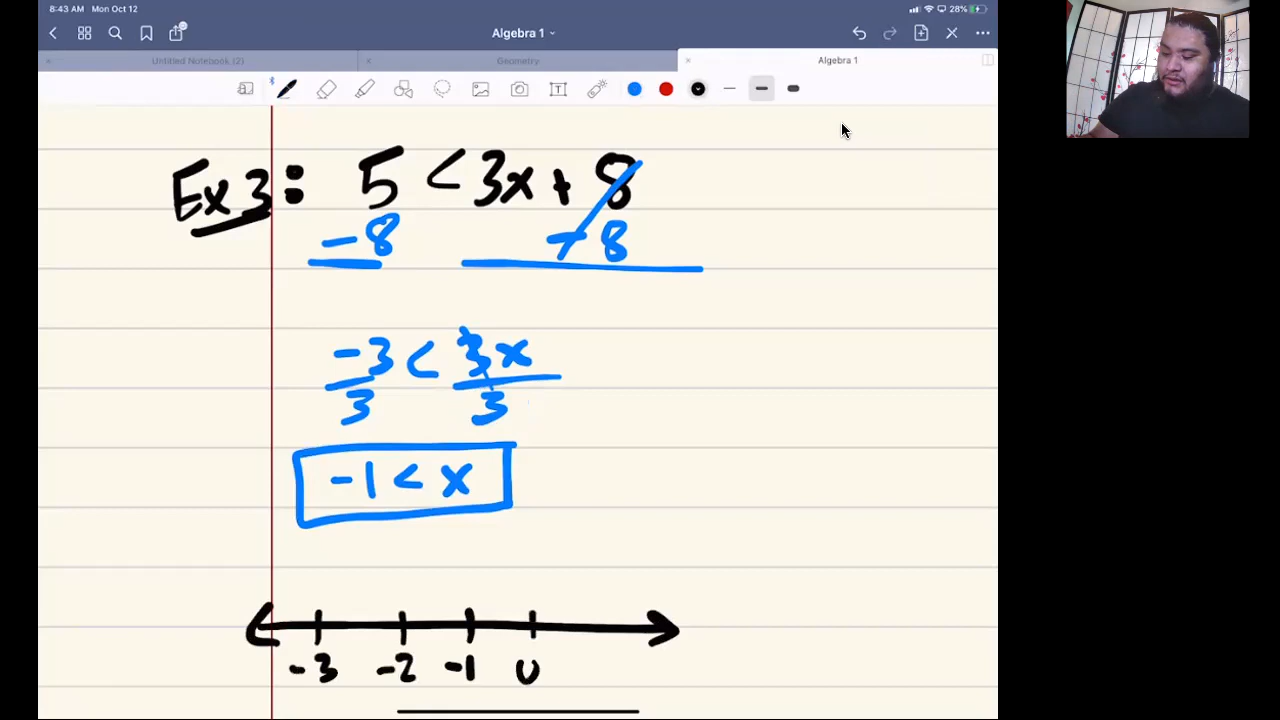 8:43 AM Mon Oct 12
28%
Algebra 1
Untitled Notebook (2)
Geometry
Algebra 1
T
Ex 3: 5 < 3x + 8
-8 -8
-3 < 3x
3 3
-1 < x
-3 -2 -1 0